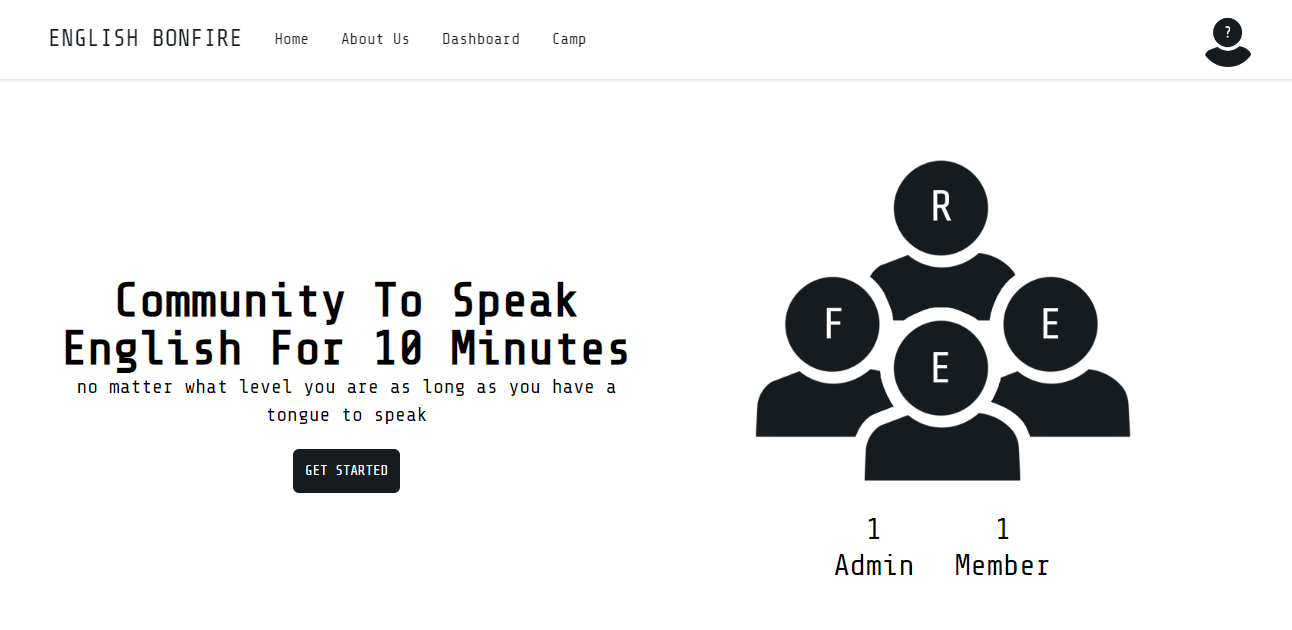 ENGLISH BONFIRE Home About Us Dashboard Camp ?
Community To Speak
English For 10 Minutes
no matter what level you are as long as you have a
tongue to speak
GET STARTED
R
F E
E
1 1
Admin Member